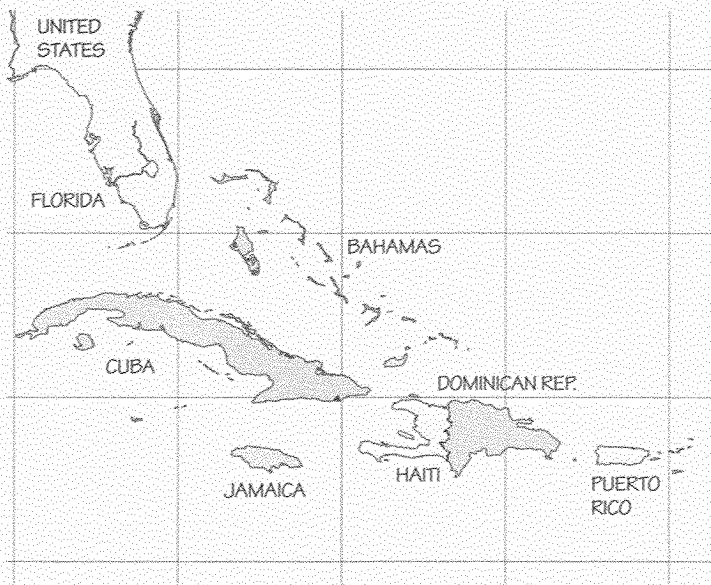 UNITED
STATES
FLORIDA
BAHAMAS
CUBA
DOMINICAN REP.
HAITI
JAMAICA
PUERTO
RICO